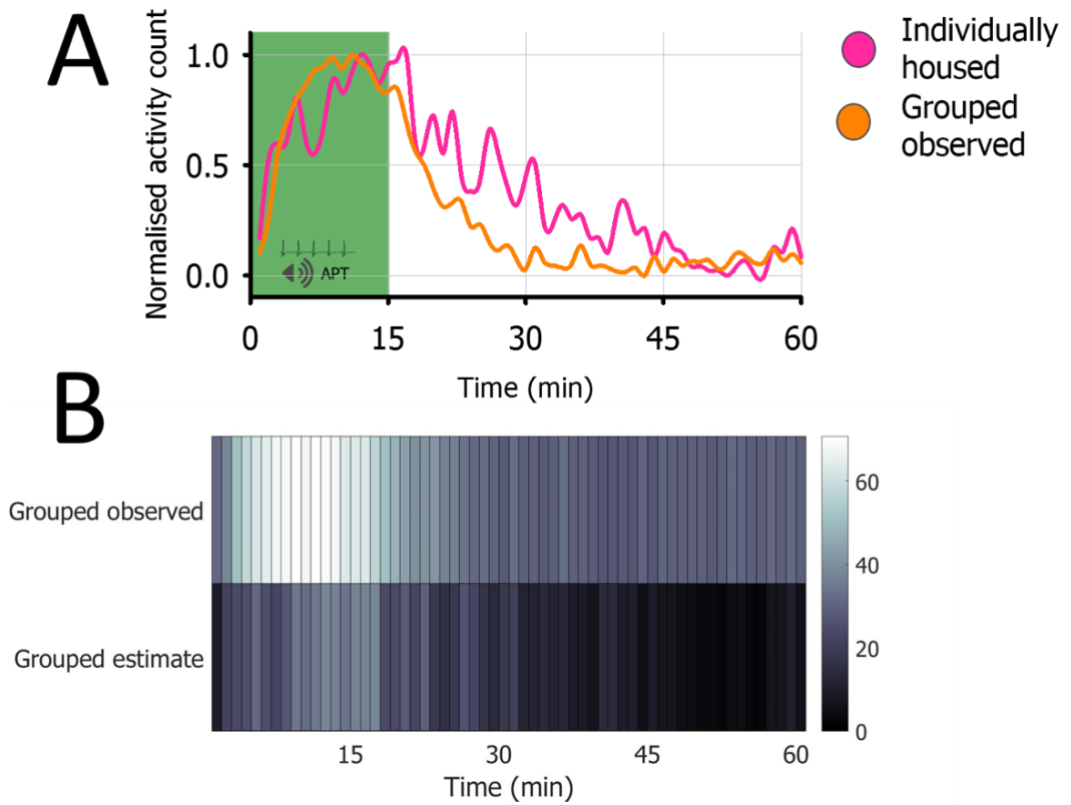 A
Normalised activity count
1.0
0.5
0.0
APT
0 15 30 45 60
Time (min)
Individually
housed
Grouped
observed
B
Grouped observed
Grouped estimate
15 30 45 60
Time (min)
60
40
20
0